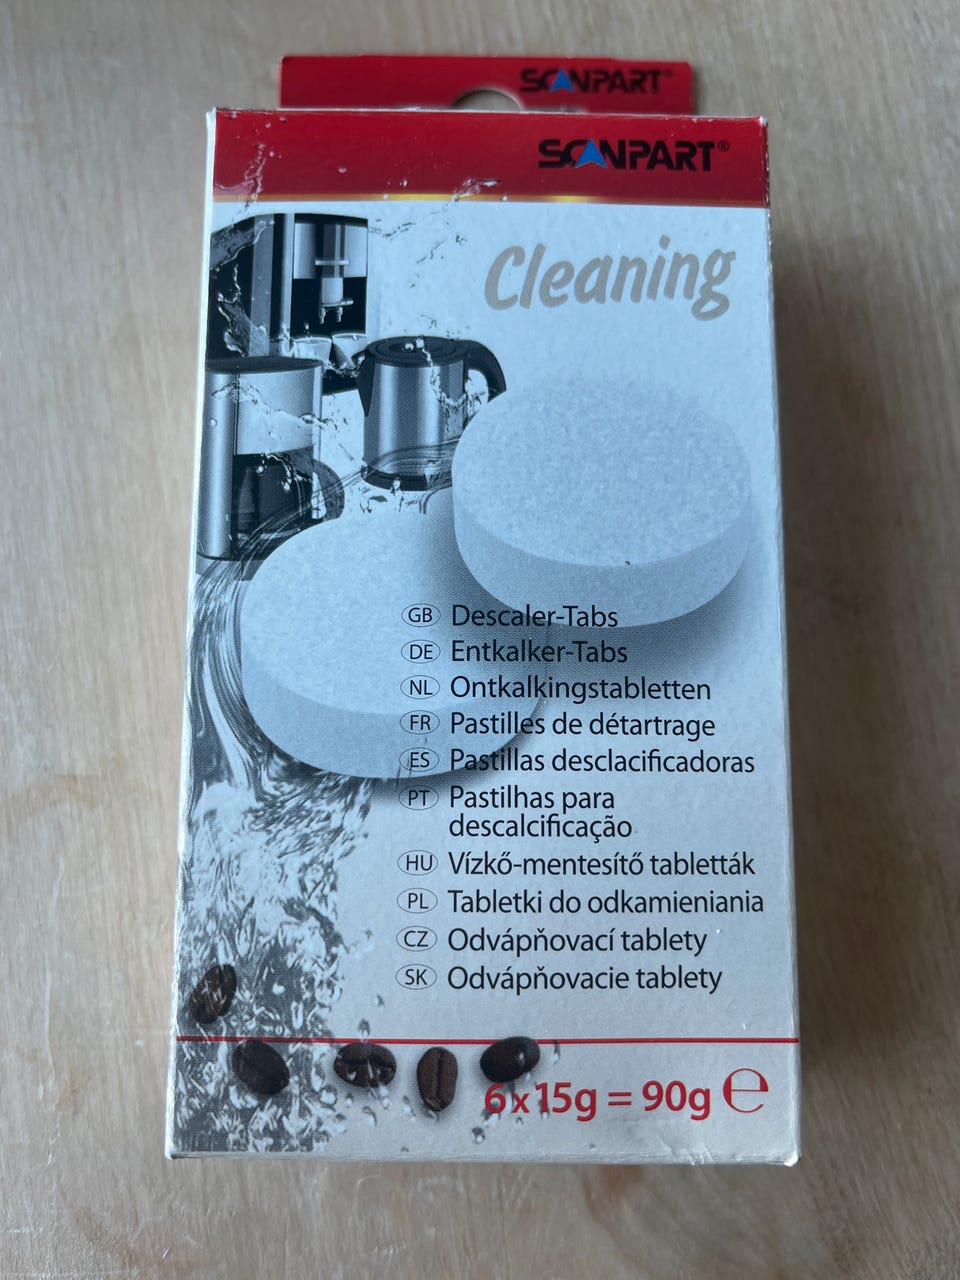 SCANPART®
SCANPART®
Cleaning
GB Descaler-Tabs
DE Entkalker-Tabs
NL Ontkalkingstabletten
FR Pastilles de détartrage
ES Pastillas desclacificadoras
PT Pastilhas para
descalcificação
HU Vízkő-mentesítő tabletták
PL Tabletki do odkamieniania
CZ Odvápňovací tablety
SK Odvápňovacie tablety
6x15g = 90g ℮